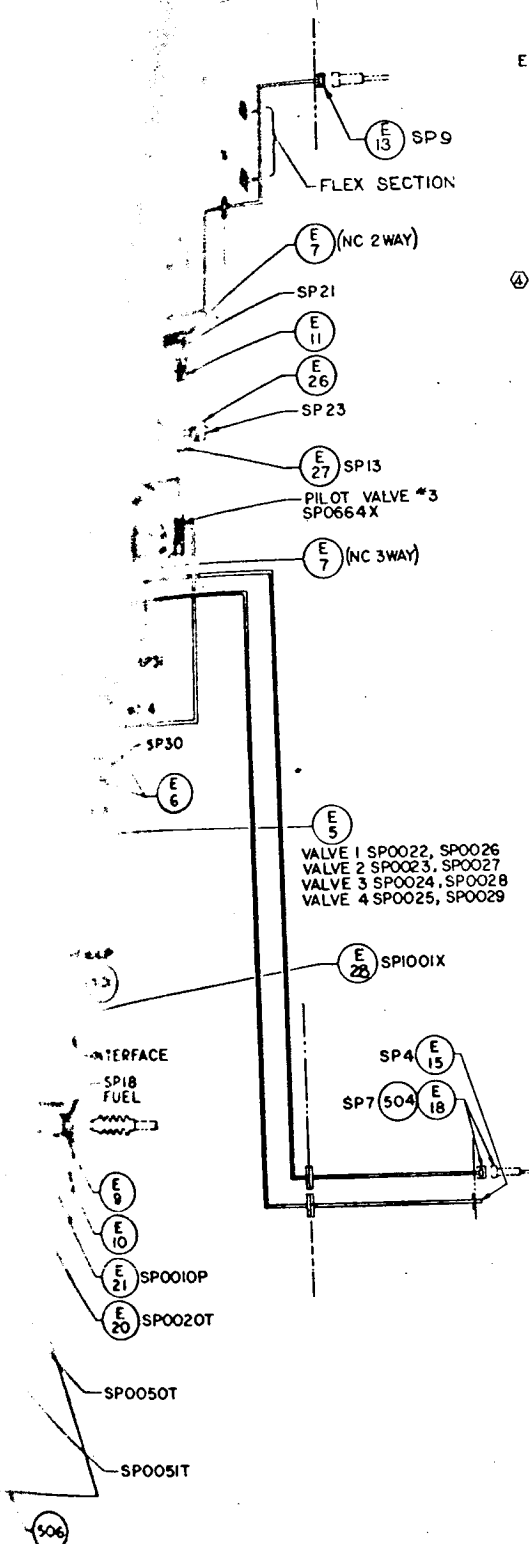 E
E
13 SP9
FLEX SECTION
E
7 (NC 2WAY)
4
SP21
E
11
E
26
SP23
E
27 SP13
PILOT VALVE #3
SP0664X
E
7 (NC 3WAY)
SP30
E
6
E
5
VALVE 1 SP0022, SP0026
VALVE 2 SP0023, SP0027
VALVE 3 SP0024, SP0028
VALVE 4 SP0025, SP0029
E
28 SP1001X
SP4 E
15
SP18
FUEL
SP7 504 E
18
E
9
E
10
E
21 SP0010P
E
20 SP0020T
SP0050T
SP0051T
506